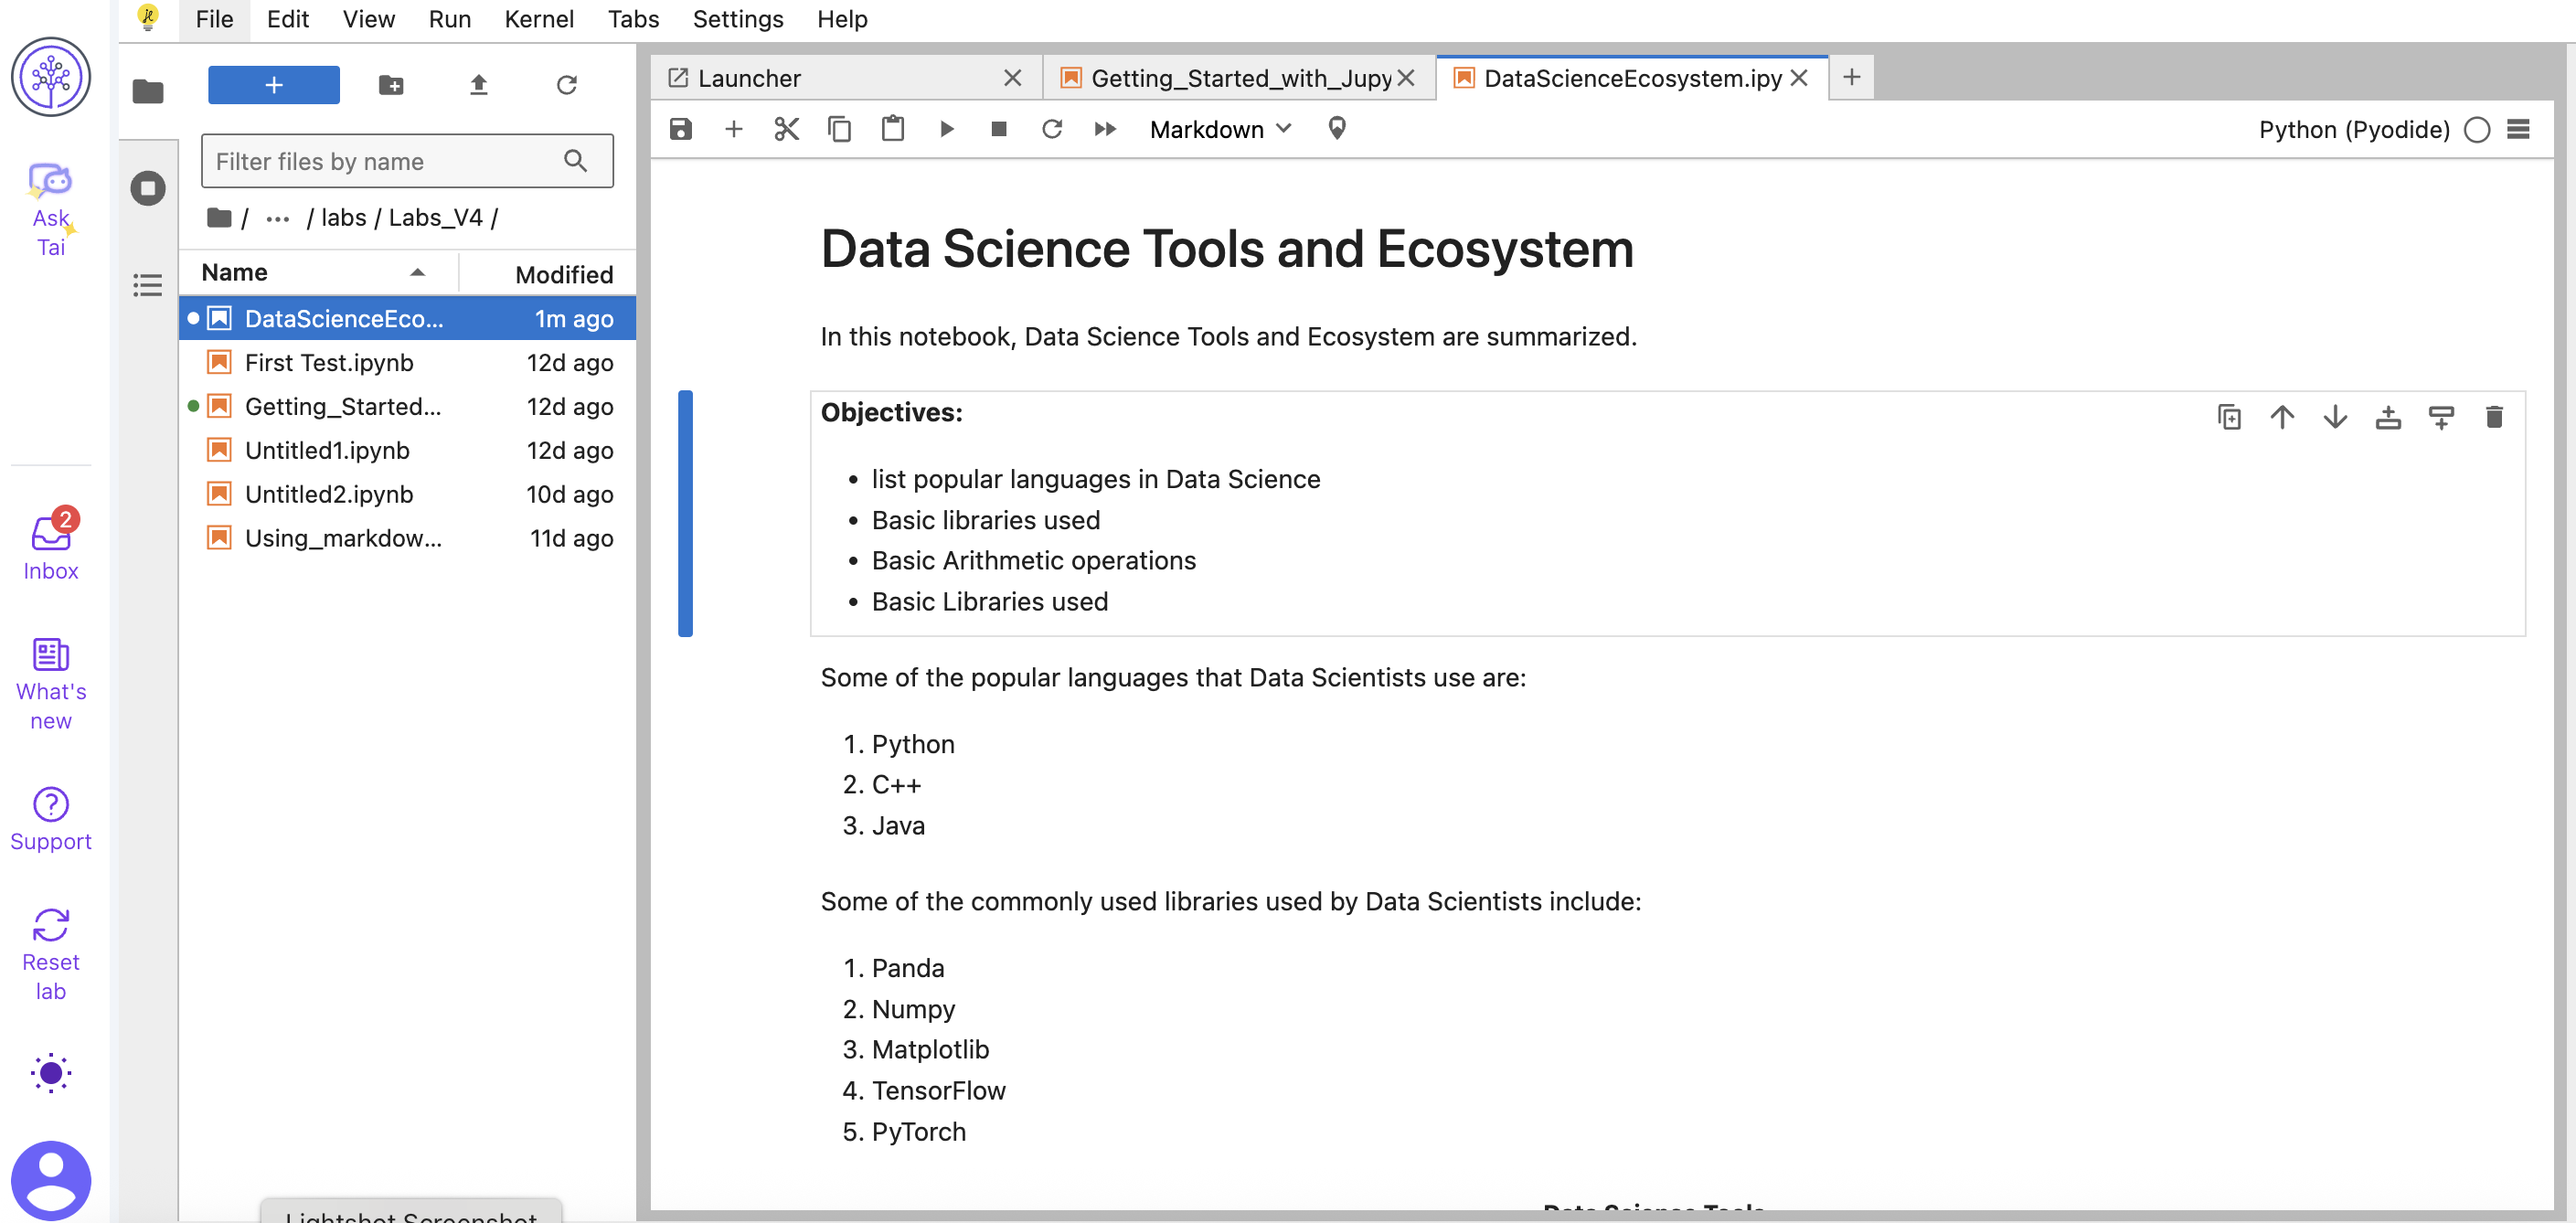 File Edit View Run Kernel Tabs Settings Help
Ask
Tai
Inbox
2
What's
new
Support
Reset
lab
+
Filter files by name
/ ... / labs / Labs_V4 /
Name Modified
DataScienceEco... 1m ago
First Test.ipynb 12d ago
Getting_Started... 12d ago
Untitled1.ipynb 12d ago
Untitled2.ipynb 10d ago
Using_markdow... 11d ago
Lightshot Screenshot
Launcher Getting_Started_with_Jupy DataScienceEcosystem.ipy
Markdown Python (Pyodide)
Data Science Tools and Ecosystem
In this notebook, Data Science Tools and Ecosystem are summarized.
Objectives:
• list popular languages in Data Science
• Basic libraries used
• Basic Arithmetic operations
• Basic Libraries used
Some of the popular languages that Data Scientists use are:
1. Python
2. C++
3. Java
Some of the commonly used libraries used by Data Scientists include:
1. Panda
2. Numpy
3. Matplotlib
4. TensorFlow
5. PyTorch
Data Science Tools